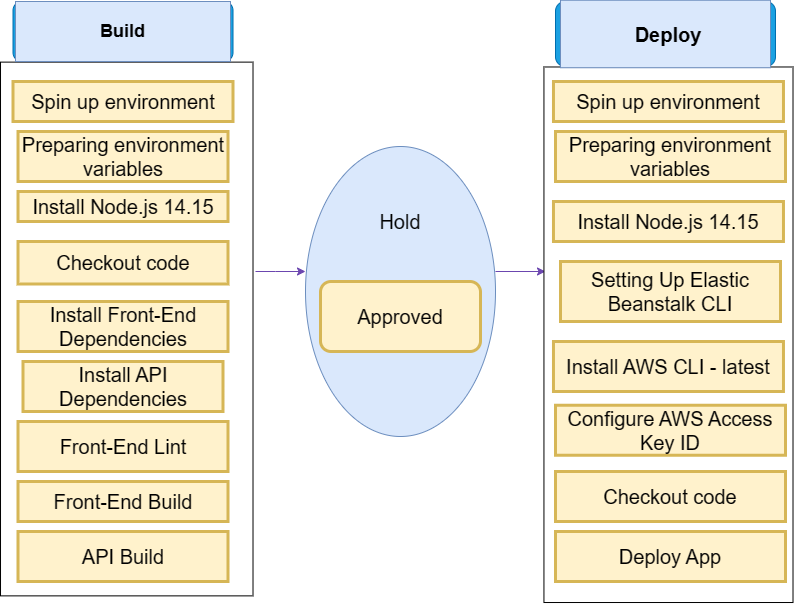 Build
Spin up environment
Preparing environment
variables
Install Node.js 14.15
Checkout code
Install Front-End
Dependencies
Install API
Dependencies
Front-End Lint
Front-End Build
API Build
Hold
Approved
Deploy
Spin up environment
Preparing environment
variables
Install Node.js 14.15
Setting Up Elastic
Beanstalk CLI
Install AWS CLI - latest
Configure AWS Access
Key ID
Checkout code
Deploy App